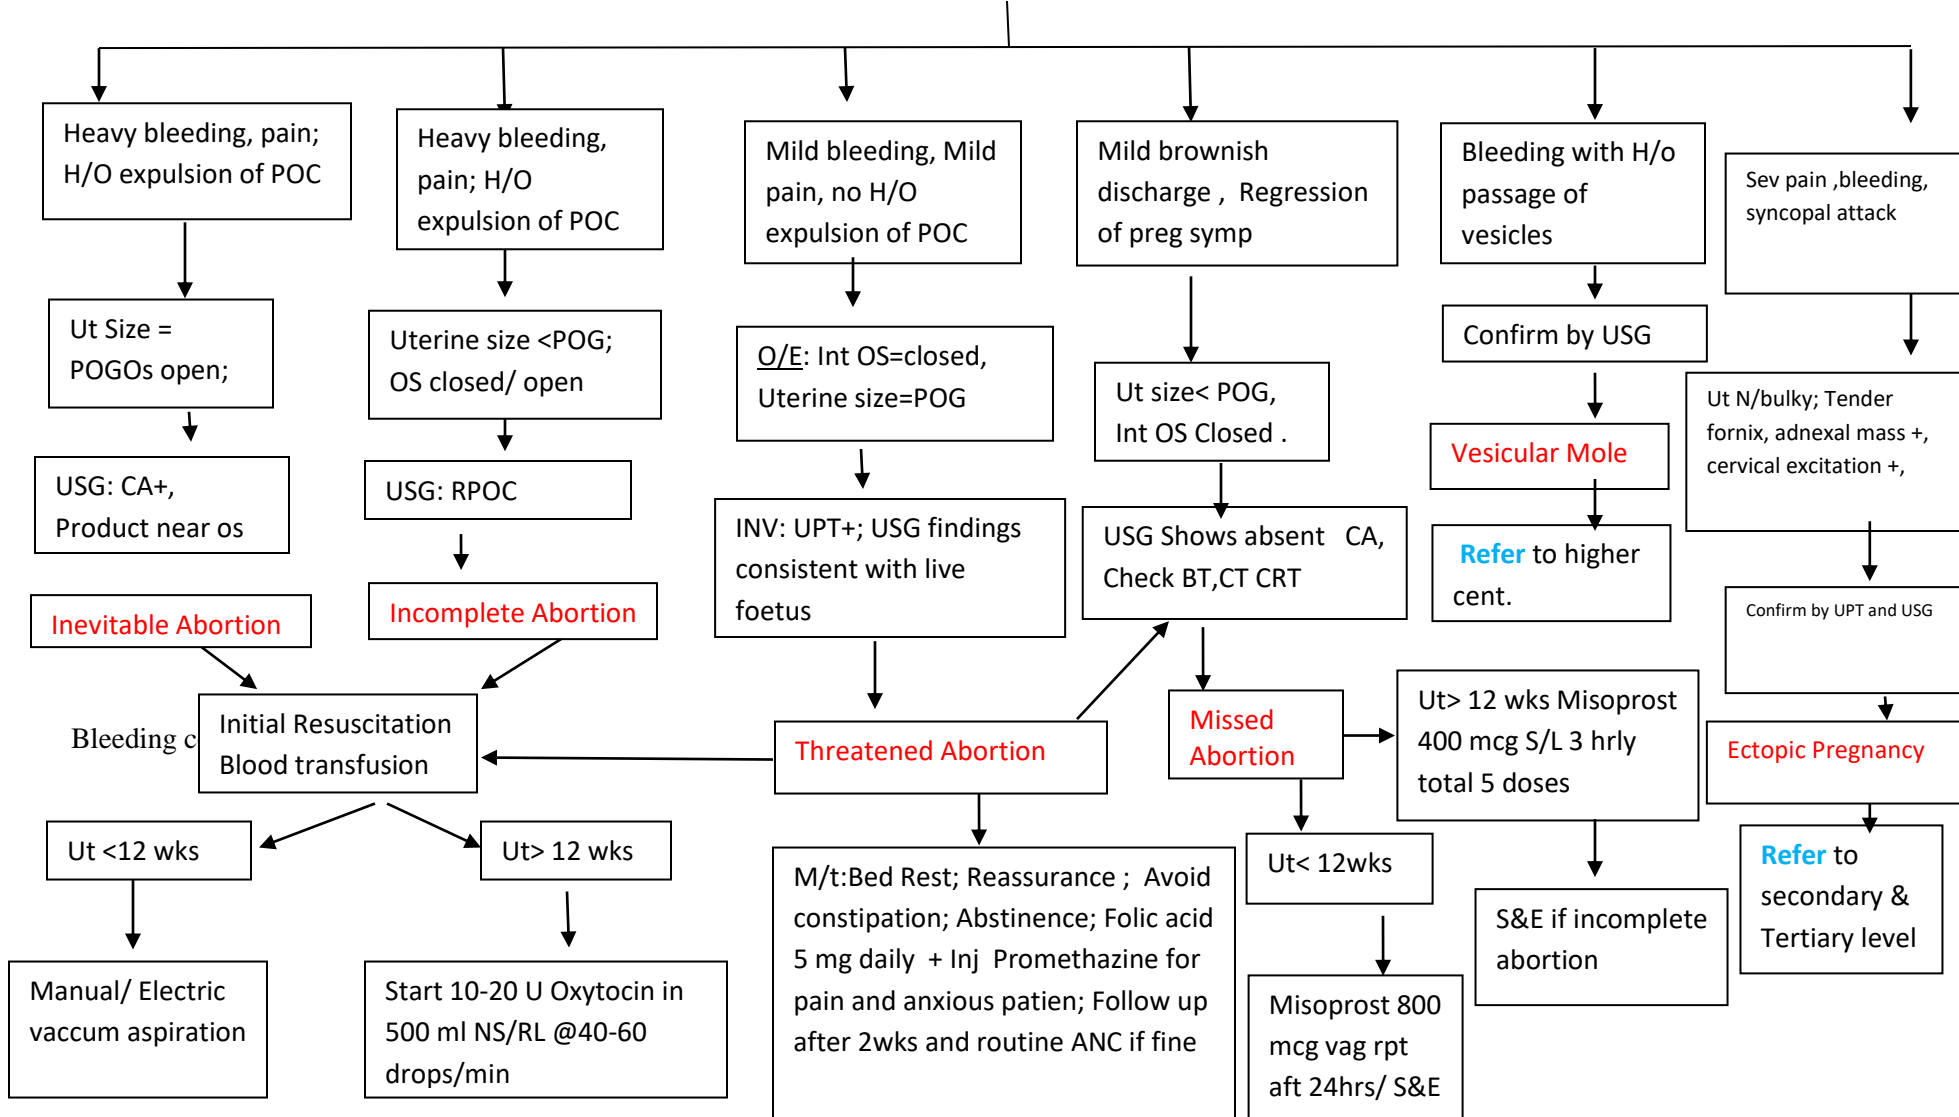 Heavy bleeding, pain;
H/O expulsion of POC
Ut Size =
POGOs open;
USG: CA+,
Product near os
Inevitable Abortion
Heavy bleeding,
pain; H/O
expulsion of POC
Uterine size <POG;
OS closed/ open
USG: RPOC
Incomplete Abortion
Bleeding c
Initial Resuscitation
Blood transfusion
Ut <12 wks
Manual/ Electric
vaccum aspiration
Ut> 12 wks
Start 10-20 U Oxytocin in
500 ml NS/RL @40-60
drops/min
Mild bleeding, Mild
pain, no H/O
expulsion of POC
O/E: Int OS=closed,
Uterine size=POG
INV: UPT+; USG findings
consistent with live
foetus
Threatened Abortion
M/t:Bed Rest; Reassurance ; Avoid
constipation; Abstinence; Folic acid
5 mg daily + Inj Promethazine for
pain and anxious patien; Follow up
after 2wks and routine ANC if fine
Mild brownish
discharge , Regression
of preg symp
Ut size< POG,
Int OS Closed .
USG Shows absent CA,
Check BT,CT CRT
Missed
Abortion
Ut< 12wks
Misoprost 800
mcg vag rpt
aft 24hrs/ S&E
Ut> 12 wks Misoprost
400 mcg S/L 3 hrly
total 5 doses
S&E if incomplete
abortion
Bleeding with H/o
passage of
vesicles
Confirm by USG
Vesicular Mole
Refer to higher
cent.
Sev pain ,bleeding,
syncopal attack
Ut N/bulky; Tender
fornix, adnexal mass +,
cervical excitation +,
Confirm by UPT and USG
Ectopic Pregnancy
Refer to
secondary &
Tertiary level